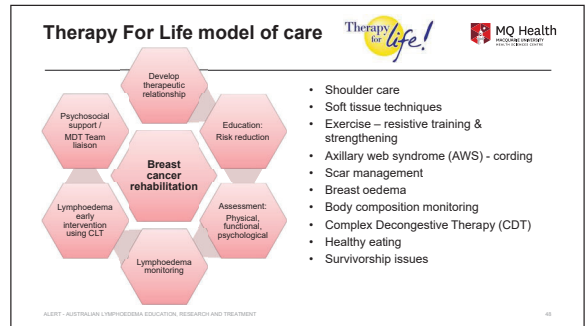 Therapy For Life model of care
Therapy
for life!
MQ Health
MACQUARIE UNIVERSITY
HEALTH SCIENCES CENTRE
Develop
therapeutic
relationship
Psychosocial
support /
MDT Team
liaison
Education:
Risk reduction
Breast
cancer
rehabilitation
Lymphoedema
early
intervention
using CLT
Assessment:
Physical,
functional,
psychological
Lymphoedema
monitoring
• Shoulder care
• Soft tissue techniques
• Exercise – resistive training &
strengthening
• Axillary web syndrome (AWS) - cording
• Scar management
• Breast oedema
• Body composition monitoring
• Complex Decongestive Therapy (CDT)
• Healthy eating
• Survivorship issues
ALERT - AUSTRALIAN LYMPHOEDEMA EDUCATION, RESEARCH AND TREATMENT